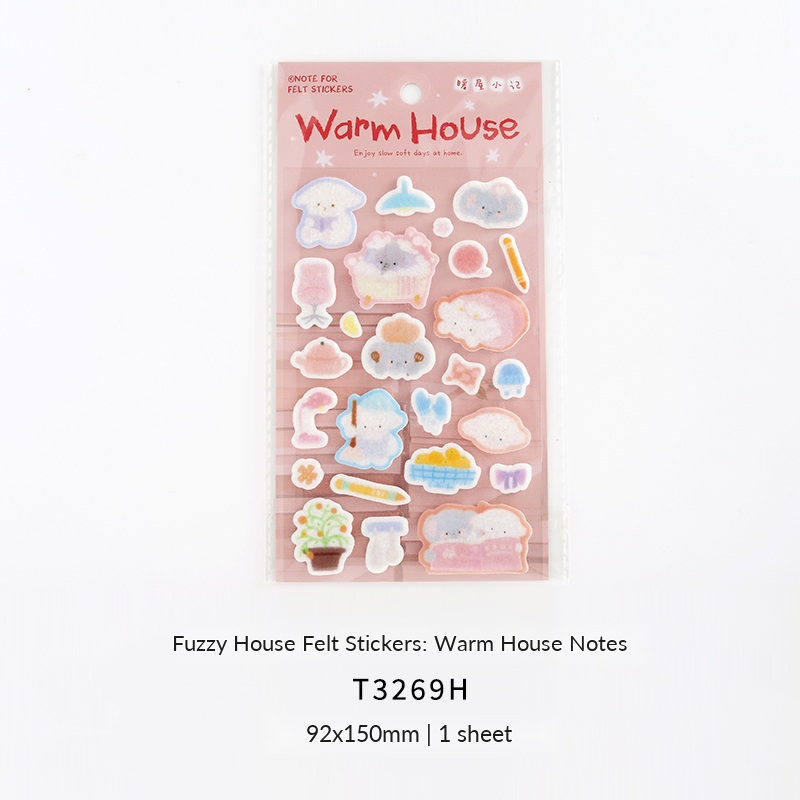 ©NOTE FOR
FELT STICKERS
暖屋小记
Warm House
Enjoy slow soft days at home.
Fuzzy House Felt Stickers: Warm House Notes
T3269H
92x150mm | 1 sheet